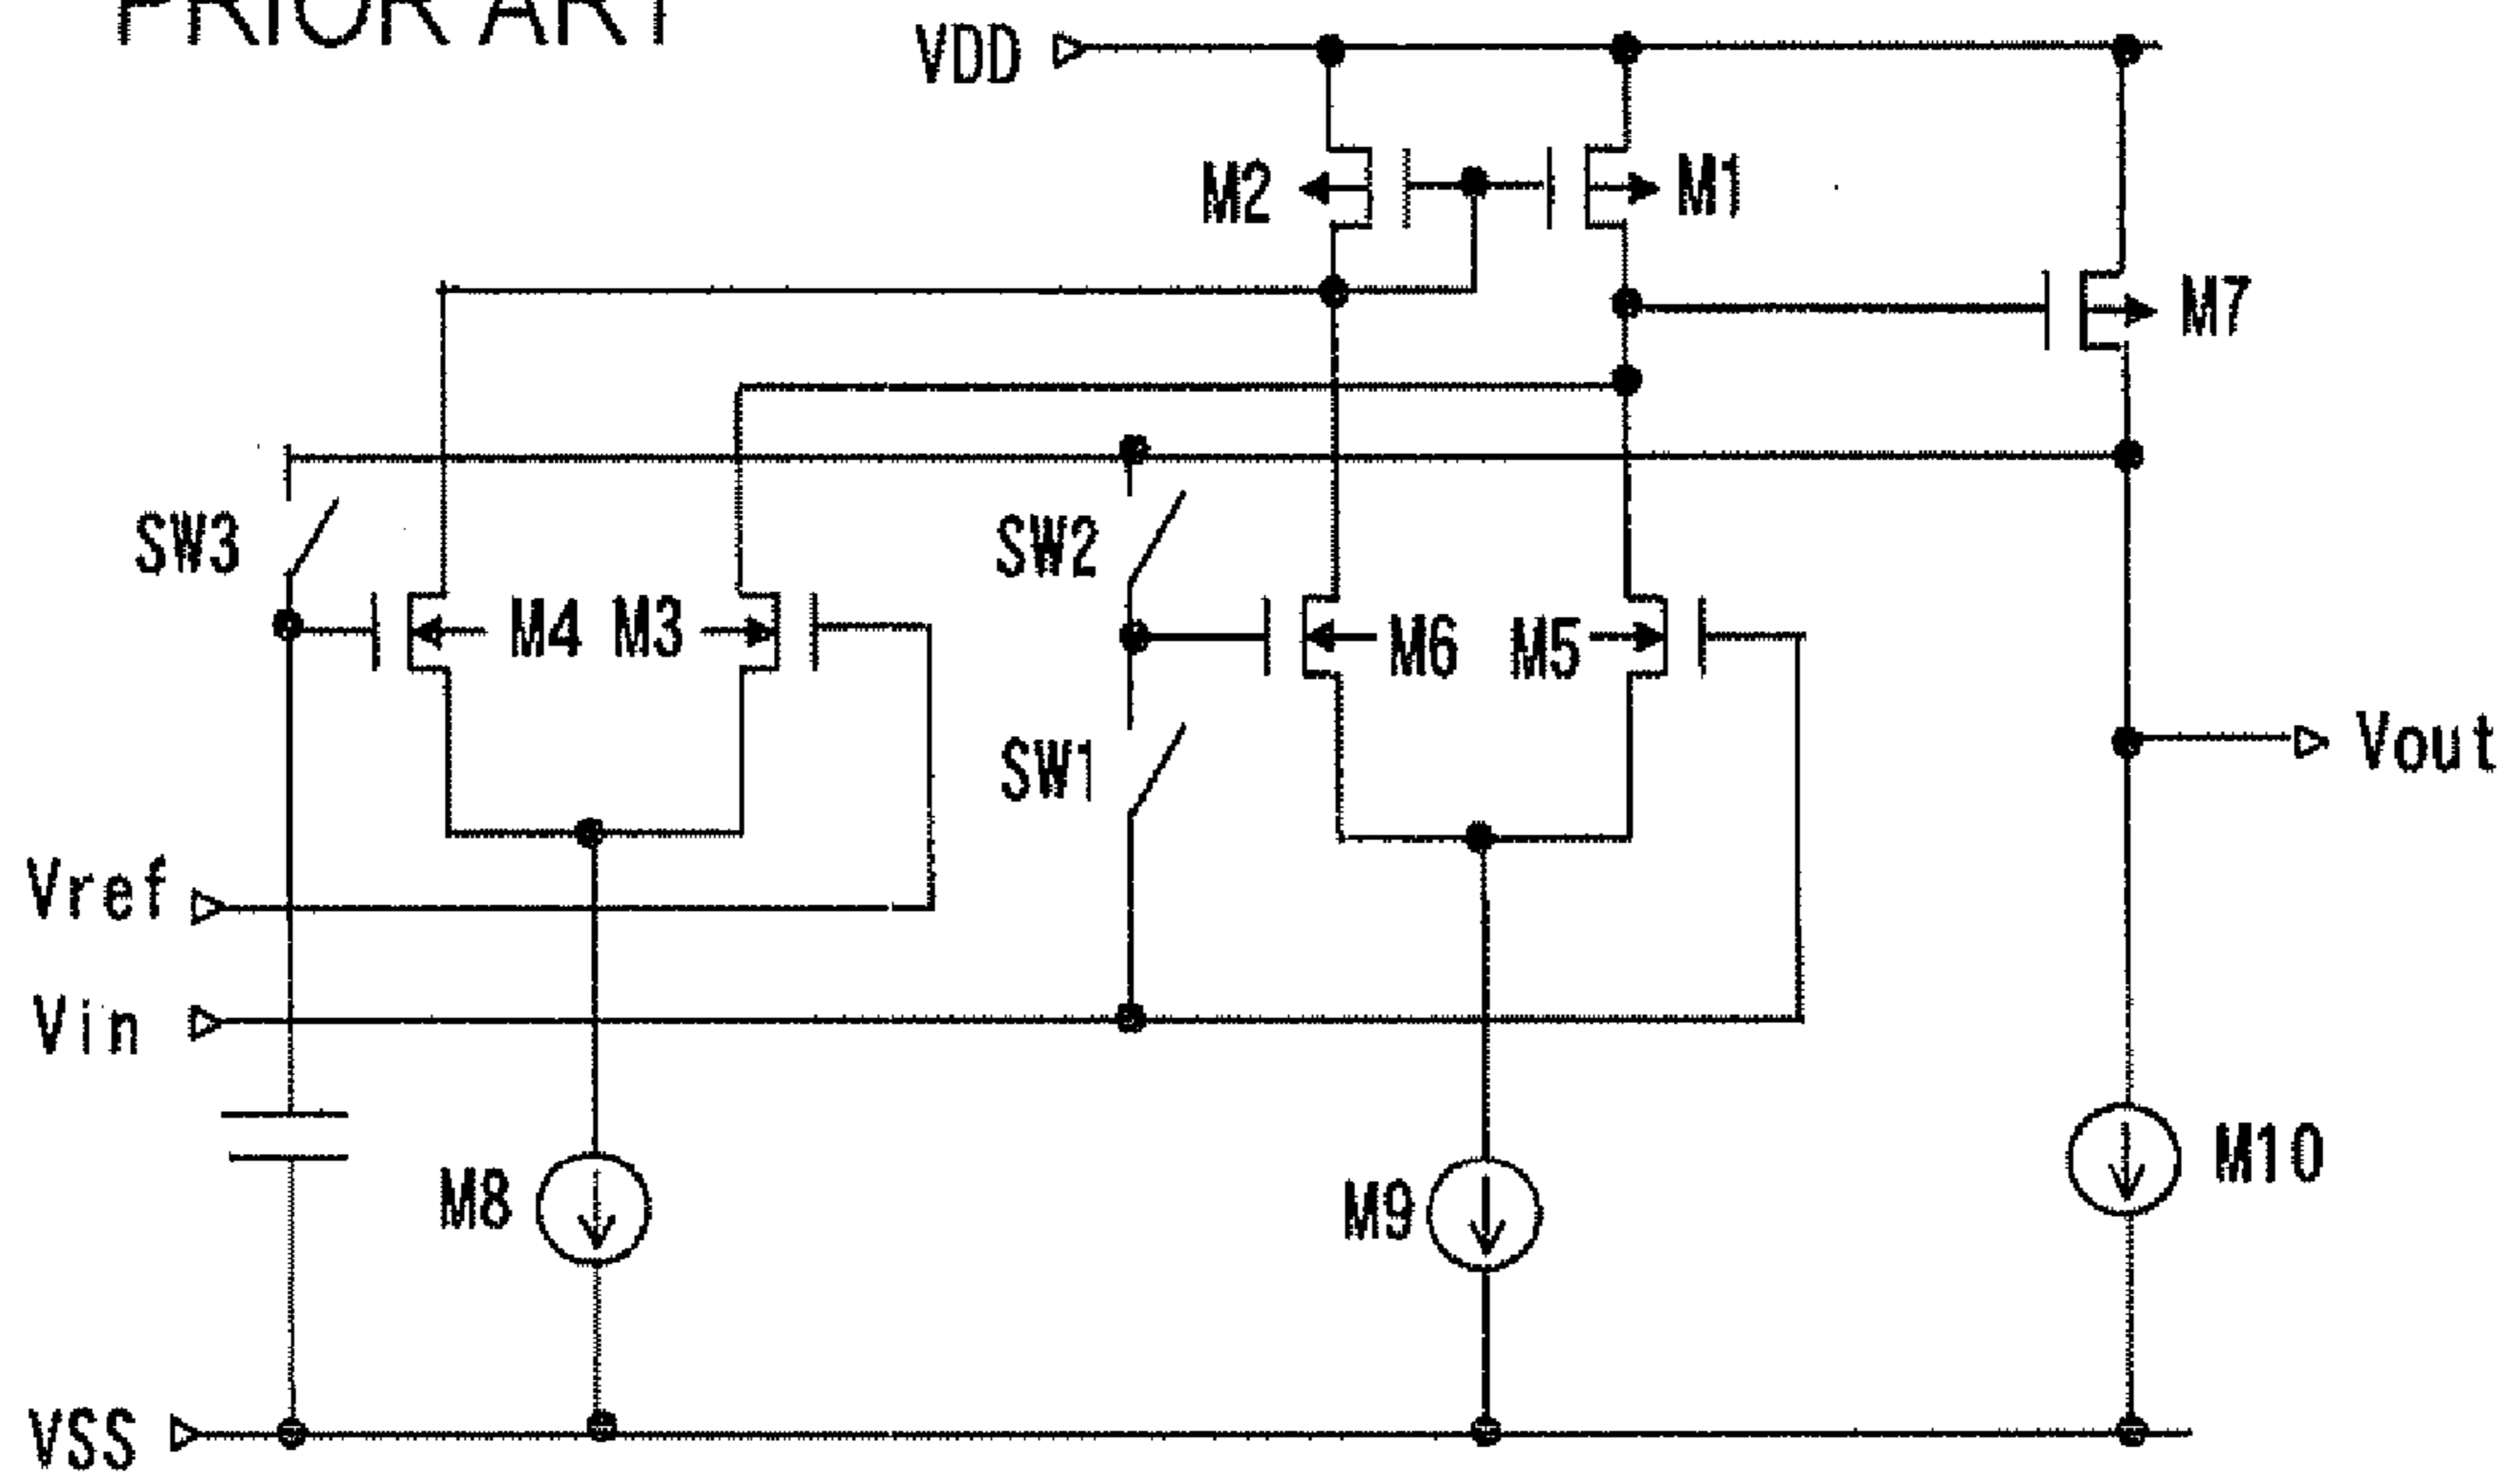 PRIOR ART
VDD
M2
M1
M7
SW3
SW2
M4
M3
M6
M5
SW1
Vout
Vref
Vin
M8
M9
M10
VSS